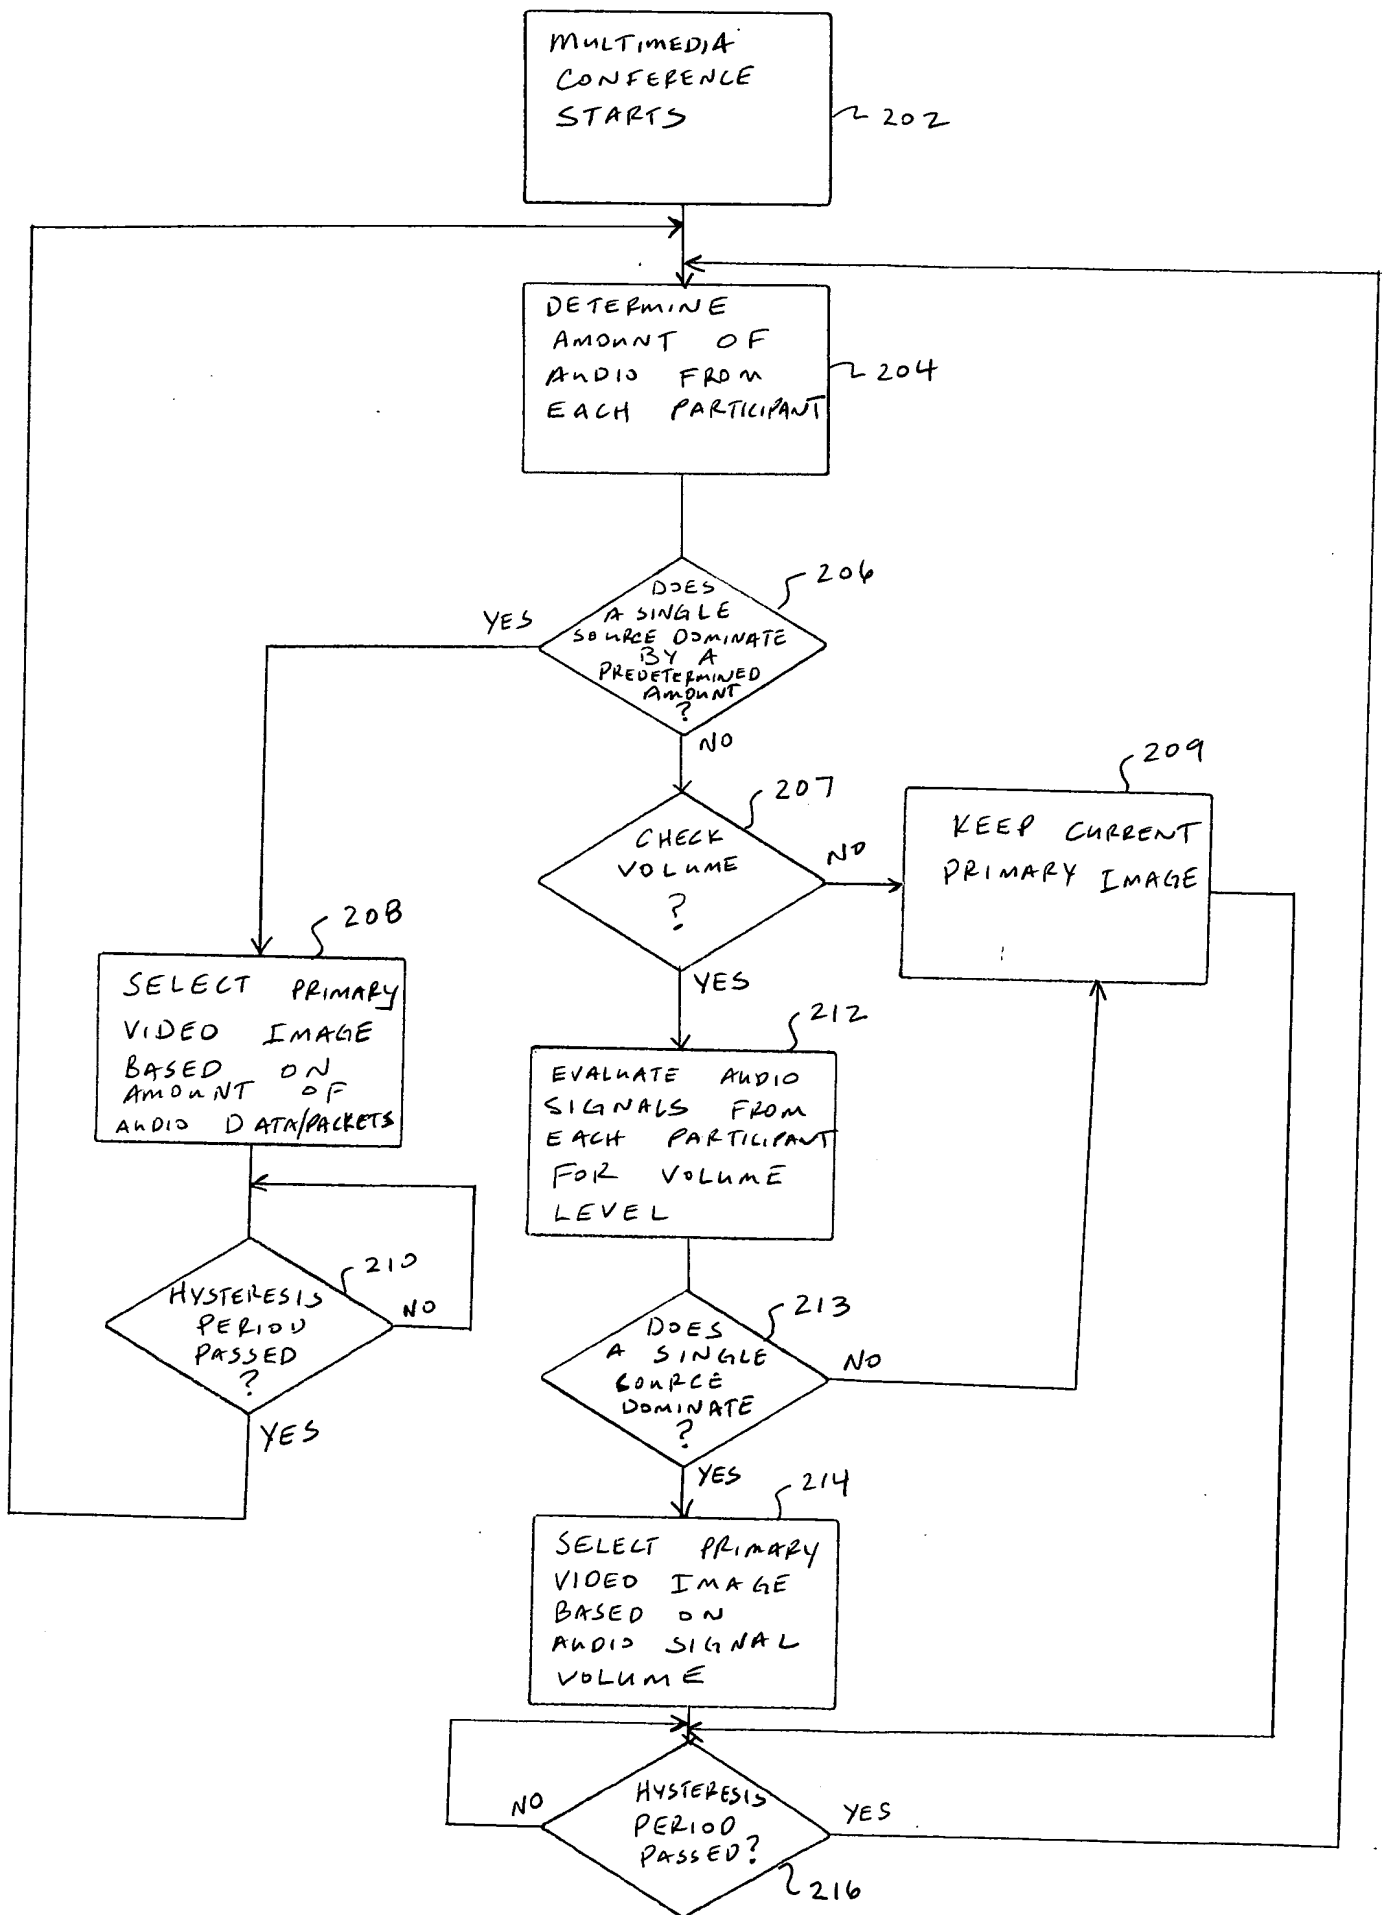 MULTIMEDIA
CONFERENCE
STARTS
202
DETERMINE
AMOUNT OF
AUDIO FROM
EACH PARTICIPANT
204
DOES
A SINGLE
SOURCE DOMINATE
BY A
PREDETERMINED
AMOUNT
?
206
YES
NO
CHECK
VOLUME
?
207
NO
YES
209
KEEP CURRENT
PRIMARY IMAGE
208
SELECT PRIMARY
VIDEO IMAGE
BASED ON
AMOUNT OF
AUDIO DATA/PACKETS
HYSTERESIS
PERIOD
PASSED
?
210
NO
YES
212
EVALUATE AUDIO
SIGNALS FROM
EACH PARTICIPANT
FOR VOLUME
LEVEL
DOES
A SINGLE
SOURCE
DOMINATE
?
213
NO
YES
214
SELECT PRIMARY
VIDEO IMAGE
BASED ON
AUDIO SIGNAL
VOLUME
HYSTERESIS
PERIOD
PASSED?
NO
YES
216